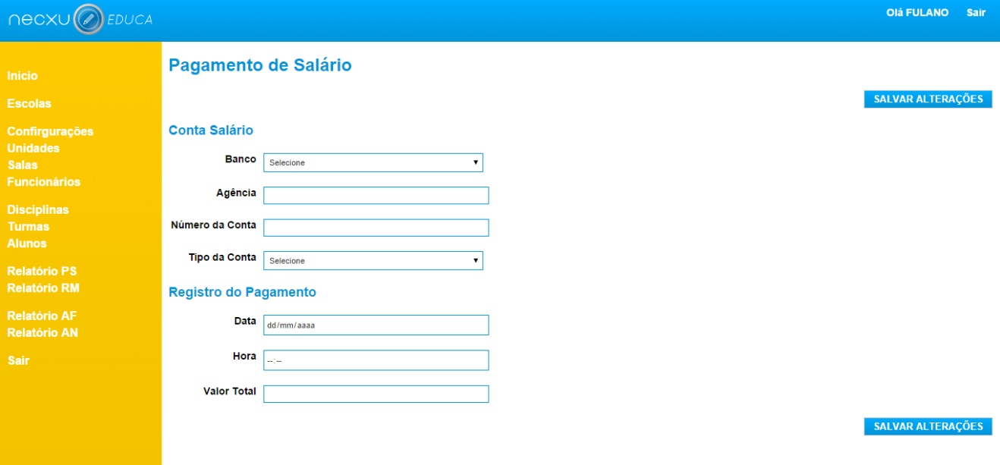 necxu EDUCA
Olá FULANO Sair
Inicio
Escolas
Confirgurações
Unidades
Salas
Funcionários
Disciplinas
Turmas
Alunos
Relatório PS
Relatório RM
Relatório AF
Relatório AN
Sair
Pagamento de Salário
SALVAR ALTERAÇÕES
Conta Salário
Banco Selecione
Agência
Número da Conta
Tipo da Conta Selecione
Registro do Pagamento
Data dd/mm/aaaa
Hora --:--
Valor Total
SALVAR ALTERAÇÕES